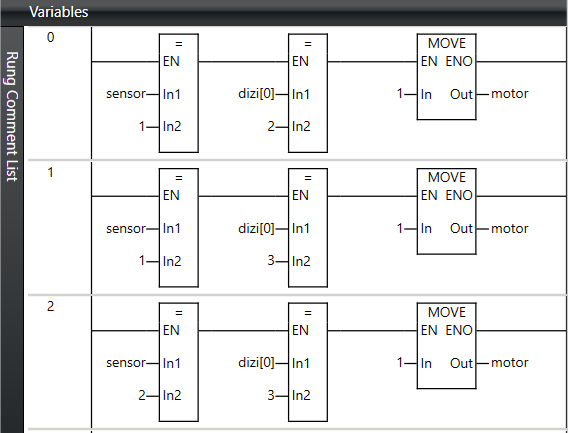 Variables
Rung Comment List
0
= = MOVE
EN EN EN ENO
sensor In1 dizi[0] In1 1 In Out motor
1 In2 2 In2
1
= = MOVE
EN EN EN ENO
sensor In1 dizi[0] In1 1 In Out motor
1 In2 3 In2
2
= = MOVE
EN EN EN ENO
sensor In1 dizi[0] In1 1 In Out motor
2 In2 3 In2